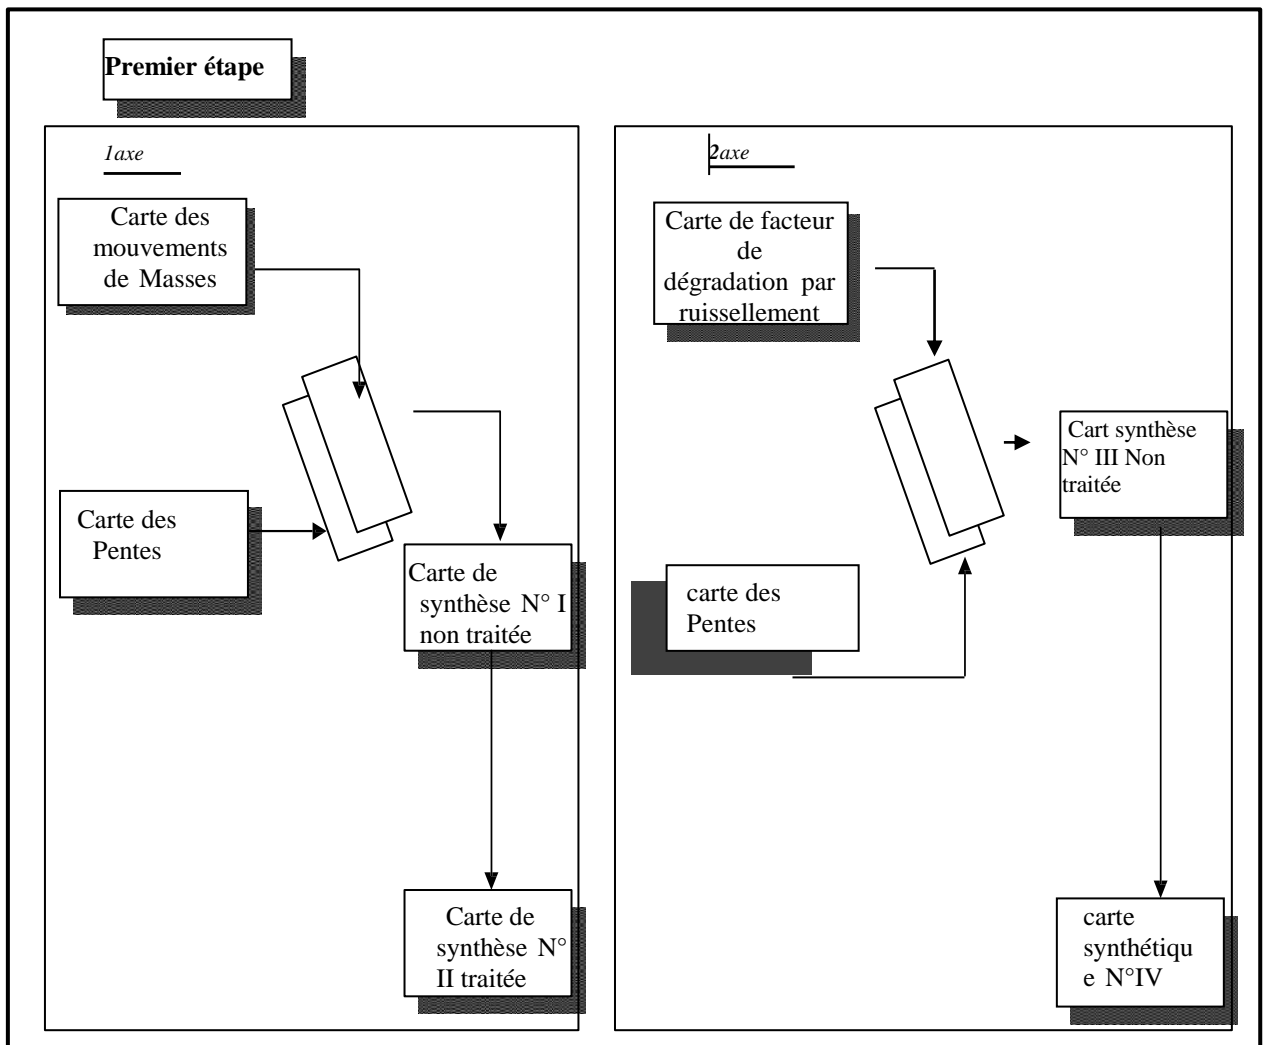 Premier étape
1axe
Carte des
mouvements
de Masses
Carte des
Pentes
Carte de
synthèse N° I
non traitée
Carte de
synthèse N°
II traitée
2axe
Carte de facteur
de
dégradation par
ruissellement
carte des
Pentes
Cart synthèse
N° III Non
traitée
carte
synthétiqu
e N°IV